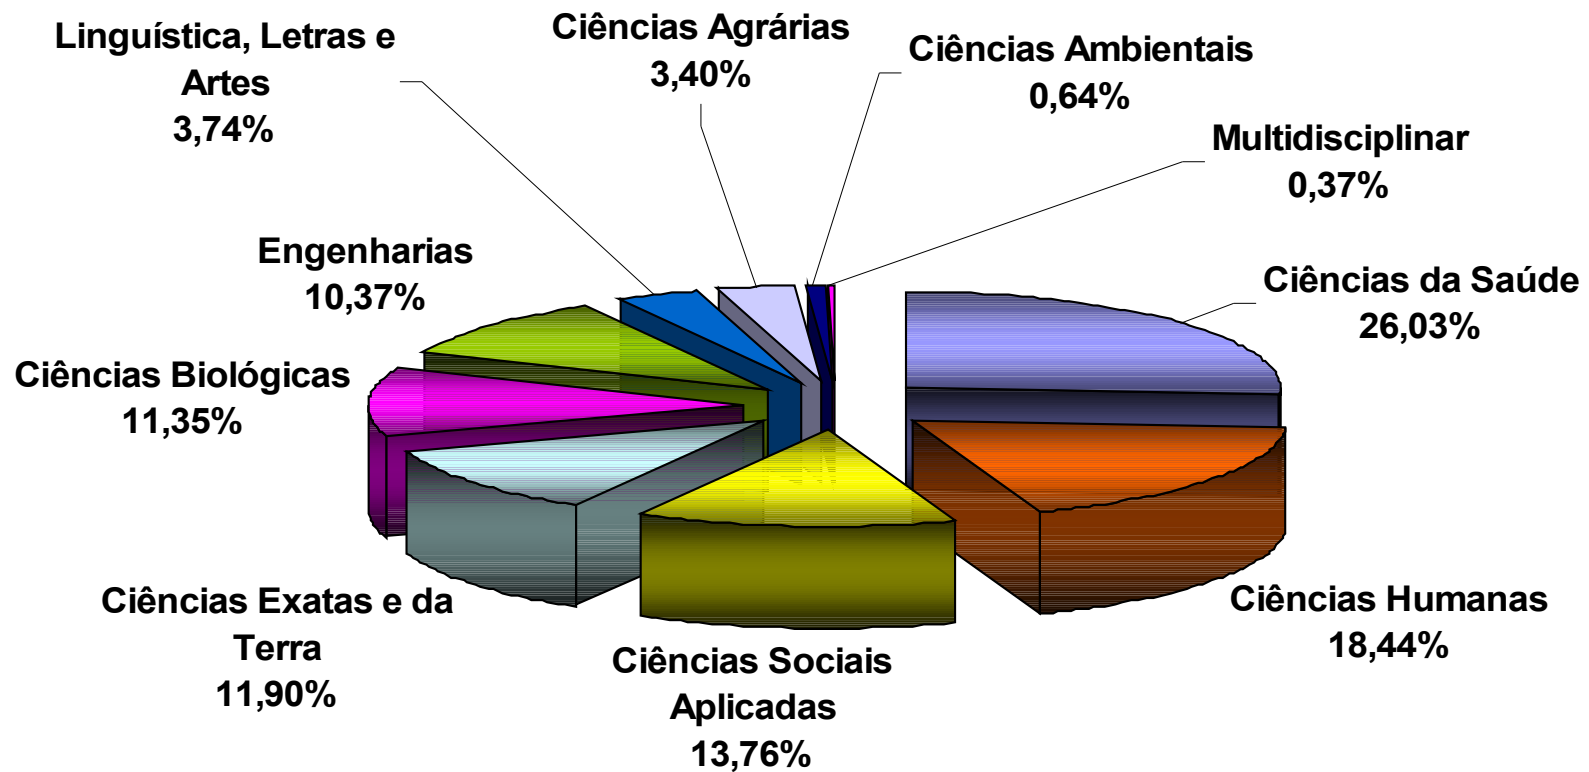 Linguística, Letras e
Artes
3,74%
Ciências Agrárias
3,40%
Ciências Ambientais
0,64%
Multidisciplinar
0,37%
Engenharias
10,37%
Ciências da Saúde
26,03%
Ciências Biológicas
11,35%
Ciências Exatas e da
Terra
11,90%
Ciências Sociais
Aplicadas
13,76%
Ciências Humanas
18,44%